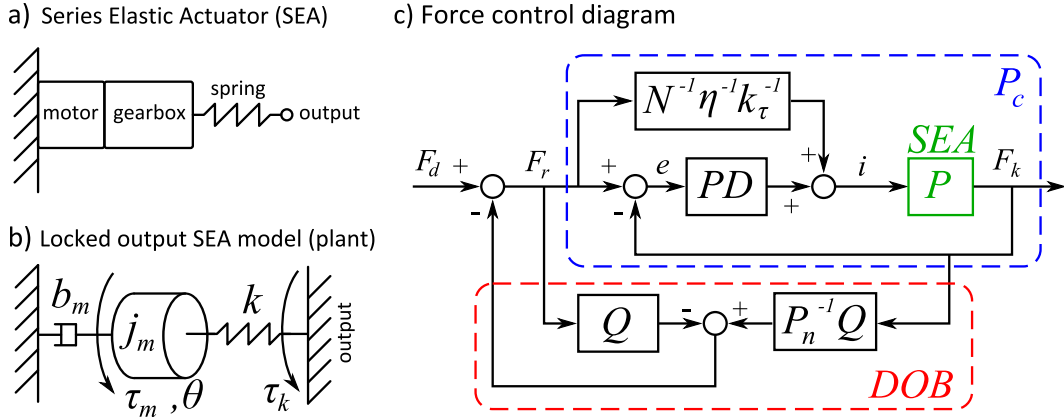 a) Series Elastic Actuator (SEA)
motor
gearbox
spring
output
b) Locked output SEA model (plant)
b_m
j_m
k
τ_m , θ
τ_k
output
c) Force control diagram
P_c
N⁻¹ η⁻¹ k_τ⁻¹
SEA
F_d + -
F_r
+ -
e
PD
+ +
i
P
F_k
Q
- +
P_n⁻¹ Q
DOB